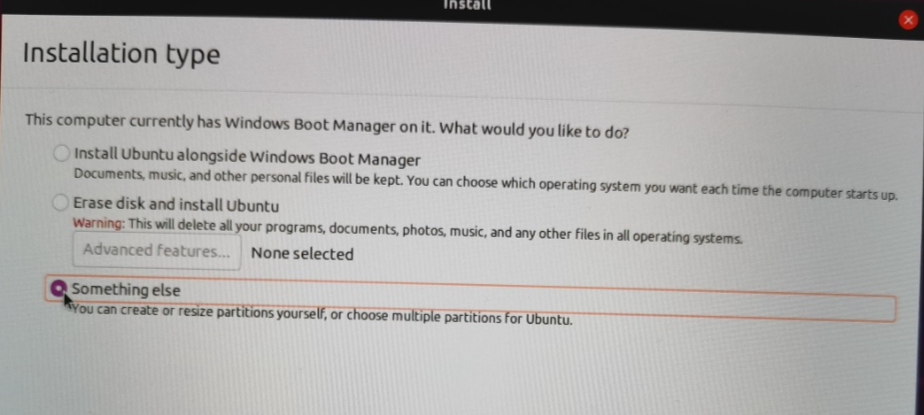 Install
Installation type
This computer currently has Windows Boot Manager on it. What would you like to do?
Install Ubuntu alongside Windows Boot Manager
Documents, music, and other personal files will be kept. You can choose which operating system you want each time the computer starts up.
Erase disk and install Ubuntu
Warning: This will delete all your programs, documents, photos, music, and any other files in all operating systems.
Advanced features... None selected
Something else
You can create or resize partitions yourself, or choose multiple partitions for Ubuntu.